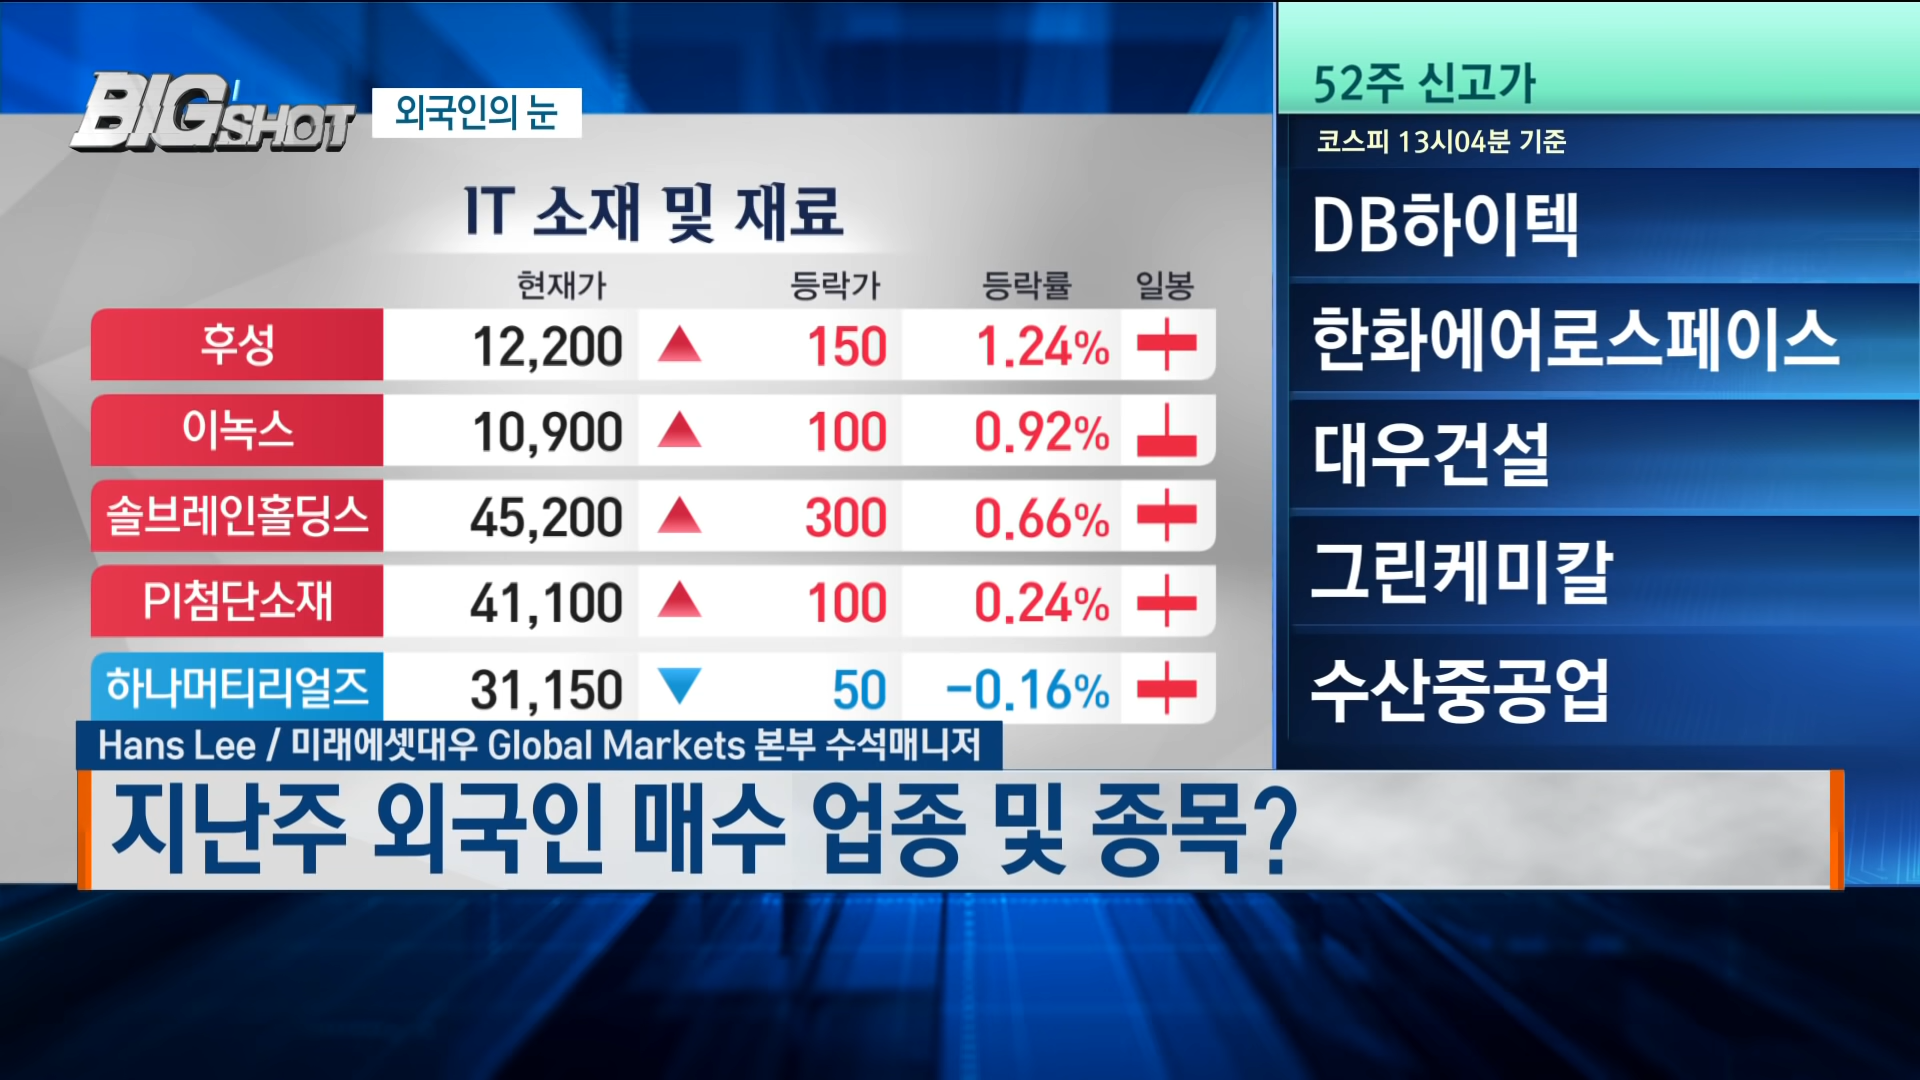 BIG'SHOT 외국인의 눈
IT 소재 및 재료
현재가 등락가 등락률 일봉
후성 12,200 ▲ 150 1.24%
이녹스 10,900 ▲ 100 0.92%
솔브레인홀딩스 45,200 ▲ 300 0.66%
PI첨단소재 41,100 ▲ 100 0.24%
하나머티리얼즈 31,150 ▼ 50 -0.16%
Hans Lee / 미래에셋대우 Global Markets 본부 수석매니저
지난주 외국인 매수 업종 및 종목?
52주 신고가
코스피 13시04분 기준
DB하이텍
한화에어로스페이스
대우건설
그린케미칼
수산중공업